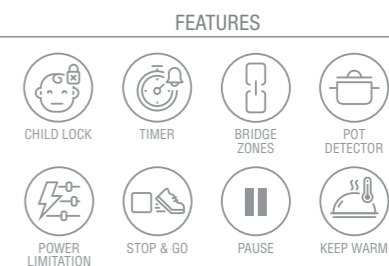 FEATURES
CHILD LOCK
TIMER
BRIDGE
ZONES
POT
DETECTOR
POWER
LIMITATION
STOP & GO
PAUSE
KEEP WARM